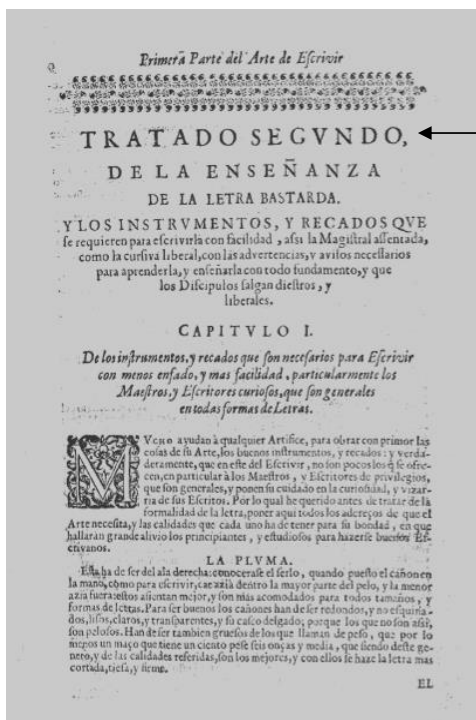 Primera Parte del Arte de Escrivir
TRATADO SEGVNDO,
DE LA ENSEÑANZA
DE LA LETRA BASTARDA.
Y LOS INSTRVMENTOS, Y RECADOS QVE
se requieren para escrivirla con facilidad, assi la Magistral assentada,
como la cursiva liberal, con las advertencias, y avisos necessarios
para aprenderla, y enseñarla con todo fundamento, y que
los Discipulos salgan diestros, y
liberales.
CAPITVLO I.
De los instrumentos, y recados que son necesarios para Escrivir
con menos enfado, y mas facilidad, particularmente los
Maestros, y Escritores curiosos, que son generales
en todas formas de Letras.
MVCHO ayudan à qualquier Artifice, para obrar con primor las
cosas de su Arte, los buenos instrumentos, y recados: y verda-
deramente, que en este del Escrivir, no son pocos los q̃ se ofre-
cen, en particular à los Maestros, y Escritores de privilegios,
que son generales, y ponen su cuidado en la curiosidad, y vizar-
ria de sus Escritos. Por lo qual he querido antes de tratar de la
formalidad de la letra, poner aqui todos los adereços de que el
Arte necesita, y las calidades que cada uno ha de tener para su bondad, en que
hallaràn grande alivio los principiantes, y estudiosos para hazerse buenos Es-
crivanos.
LA PLVMA.
Esta ha de ser del ala derecha: conocerase el serlo, quando puesto el cañon en
la mano, como para escrivir, cae azia dentro la mayor parte del pelo, y la menor
azia fuera: estos assientan mejor, y son mas acomodados para todos tamaños, y
formas de letras. Para ser buenos los cañones han de ser redondos, y no esquina-
dos, lisos, claros, y transparentes, y su casco delgado; porque los que no son assi,
son pelosos. Han de ser tambien gruesos de los que llaman de peso, que por lo
menos un maço que tiene un ciento pese seis onças y media, que siendo deste ge-
nero, y de las calidades referidas, son los mejores, y con ellos se haze la letra mas
cortada, tiesa, y firme.
EL